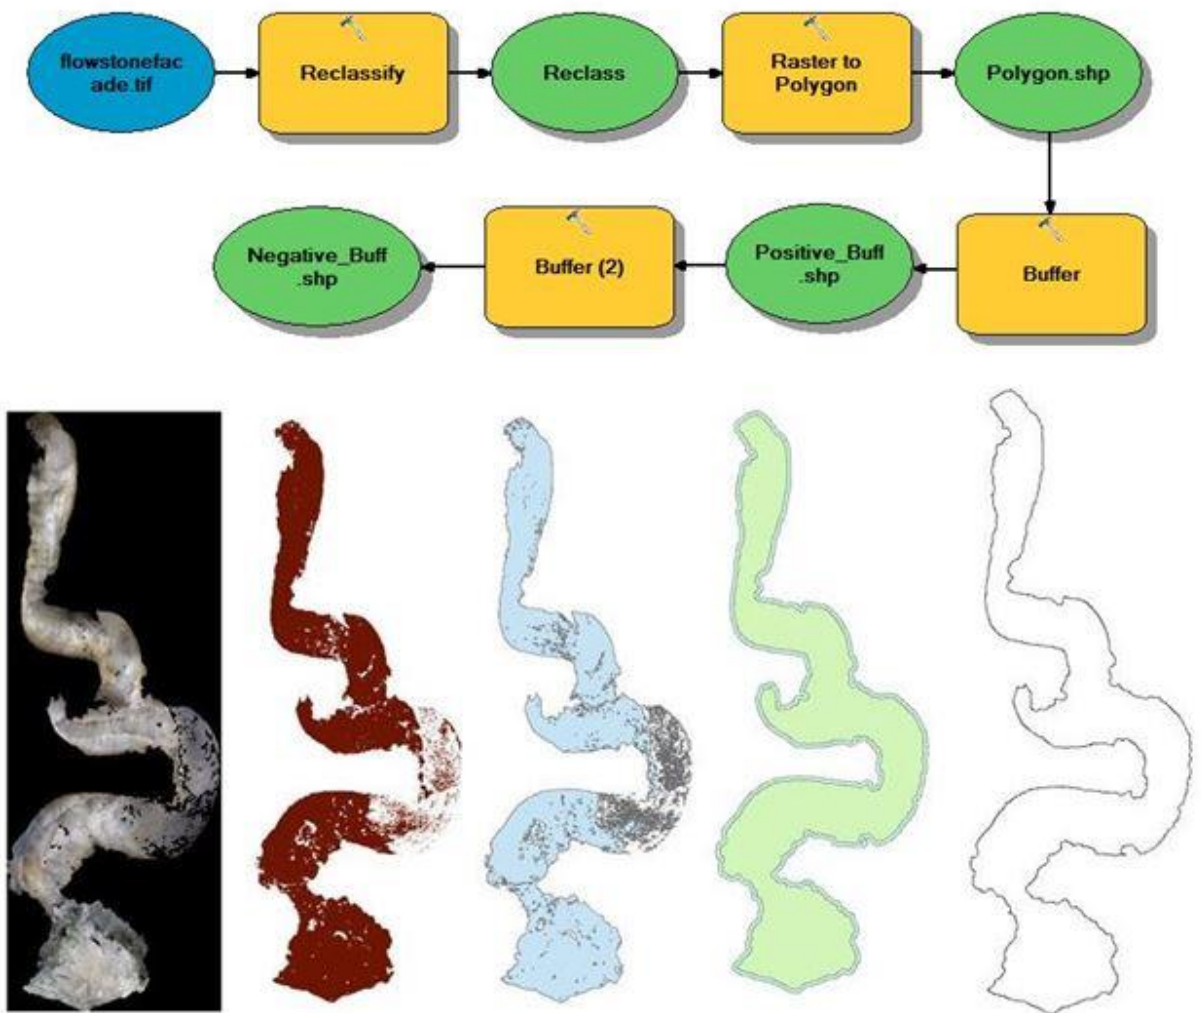 flowstonefac
ade.tif
Reclassify
Reclass
Raster to
Polygon
Polygon.shp
Negative_Buff
.shp
Buffer (2)
Positive_Buff
.shp
Buffer